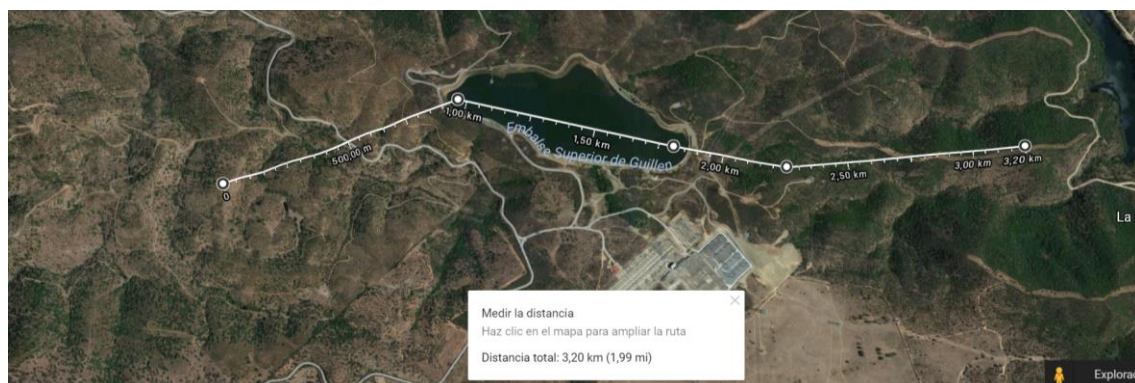 0
500,00 m
1,00 km
1,50 km
Embalse Superior de Guillen
2,00 km
2,50 km
3,00 km
3,20 km
La
Medir la distancia
Haz clic en el mapa para ampliar la ruta
Distancia total: 3,20 km (1,99 mi)
Explorac